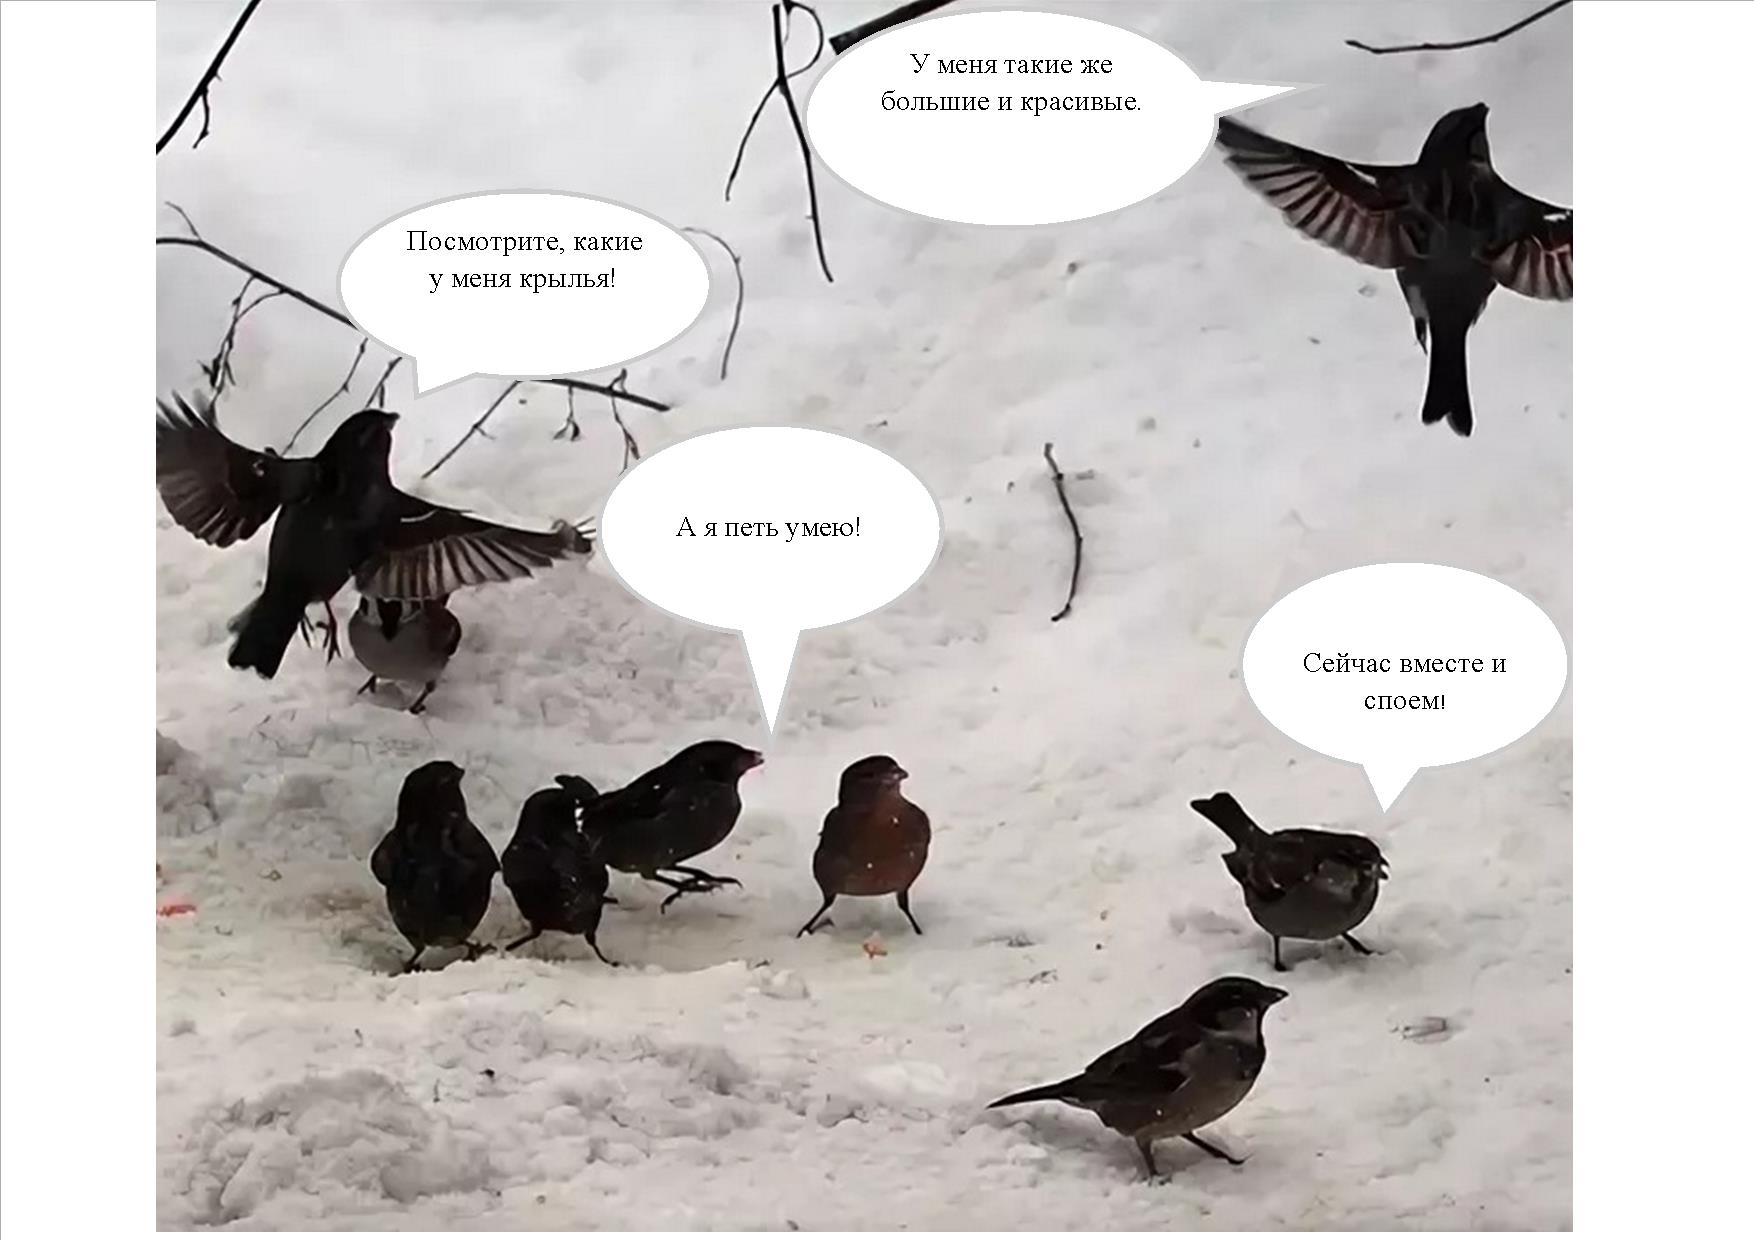 У меня такие же
большие и красивые.
Посмотрите, какие
у меня крылья!
А я петь умею!
Сейчас вместе и
споем!